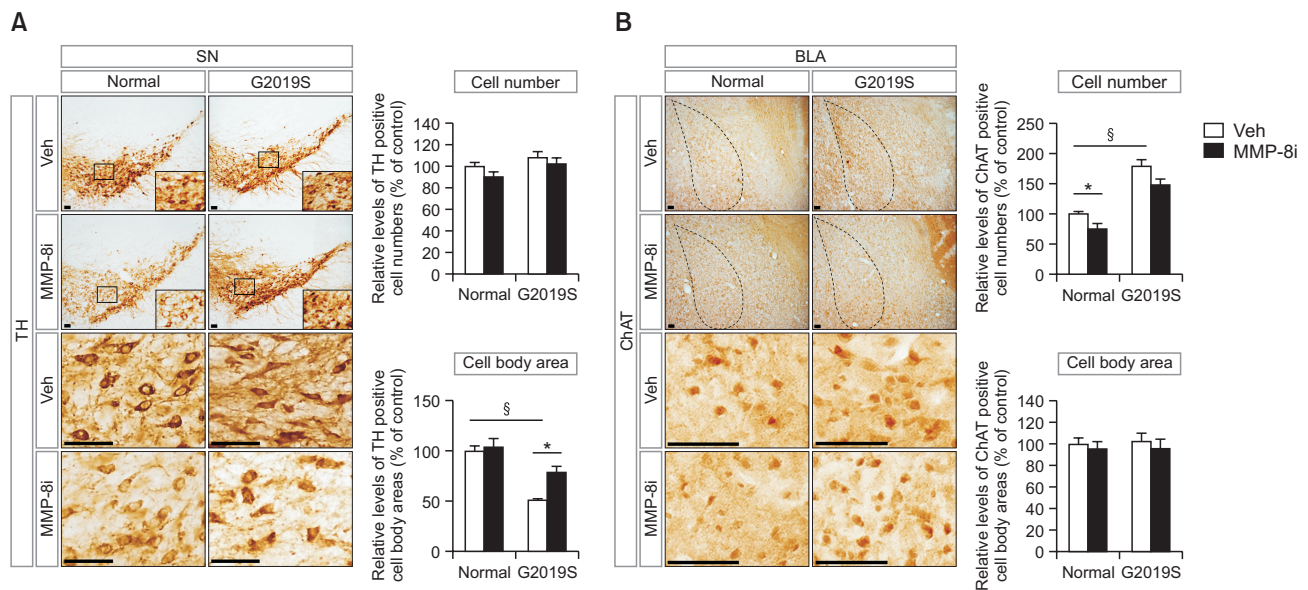 A
SN
Normal
G2019S
TH
Veh
MMP-8i
Veh
MMP-8i
Cell number
Relative levels of TH positive
cell numbers (% of control)
140
120
100
80
60
40
20
0
Normal G2019S
Cell body area
Relative levels of TH positive
cell body areas (% of control)
150
100
50
0
§
*
Normal G2019S
B
BLA
Normal
G2019S
ChAT
Veh
MMP-8i
Veh
MMP-8i
Cell number
Relative levels of ChAT positive
cell numbers (% of control)
250
200
150
100
50
0
§
*
Normal G2019S
Veh
MMP-8i
Cell body area
Relative levels of ChAT positive
cell body areas (% of control)
140
120
100
80
60
40
20
0
Normal G2019S